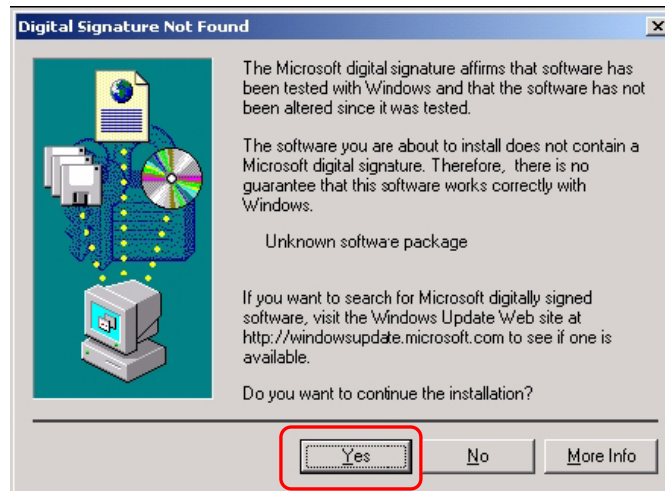 Digital Signature Not Found
The Microsoft digital signature affirms that software has
been tested with Windows and that the software has not
been altered since it was tested.
The software you are about to install does not contain a
Microsoft digital signature. Therefore, there is no
guarantee that this software works correctly with
Windows.
Unknown software package
If you want to search for Microsoft digitally signed
software, visit the Windows Update Web site at
http://windowsupdate.microsoft.com to see if one is
available.
Do you want to continue the installation?
Yes No More Info